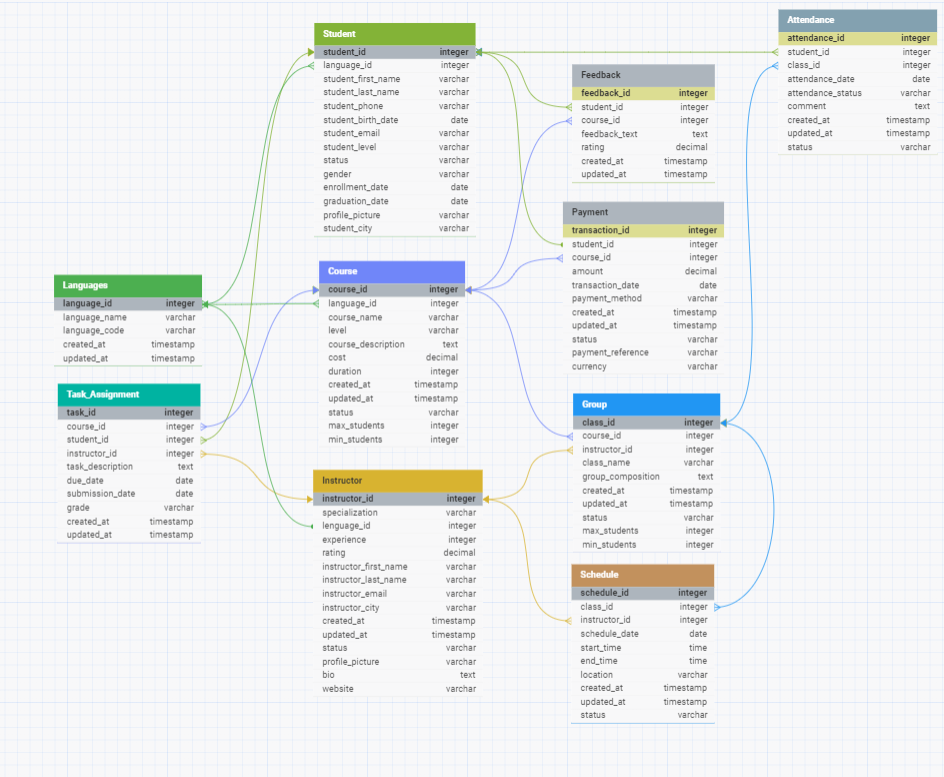 Student
student_id integer
language_id integer
student_first_name varchar
student_last_name varchar
student_phone varchar
student_birth_date date
student_email varchar
student_level varchar
status varchar
gender varchar
enrollment_date date
graduation_date date
profile_picture varchar
student_city varchar
Attendance
attendance_id integer
student_id integer
class_id integer
attendance_date date
attendance_status varchar
comment text
created_at timestamp
updated_at timestamp
status varchar
Feedback
feedback_id integer
student_id integer
course_id integer
feedback_text text
rating decimal
created_at timestamp
updated_at timestamp
Payment
transaction_id integer
student_id integer
course_id integer
amount decimal
transaction_date date
payment_method varchar
created_at timestamp
updated_at timestamp
status varchar
payment_reference varchar
currency varchar
Languages
language_id integer
language_name varchar
language_code varchar
created_at timestamp
updated_at timestamp
Course
course_id integer
language_id integer
course_name varchar
level varchar
course_description text
cost decimal
duration integer
created_at timestamp
updated_at timestamp
status varchar
max_students integer
min_students integer
Task_Assignment
task_id integer
course_id integer
student_id integer
instructor_id integer
task_description text
due_date date
submission_date date
grade varchar
created_at timestamp
updated_at timestamp
Group
class_id integer
course_id integer
instructor_id integer
class_name varchar
group_composition text
created_at timestamp
updated_at timestamp
status varchar
max_students integer
min_students integer
Instructor
instructor_id integer
specialization varchar
language_id integer
experience integer
rating decimal
instructor_first_name varchar
instructor_last_name varchar
instructor_email varchar
instructor_city varchar
created_at timestamp
updated_at timestamp
status varchar
profile_picture varchar
bio text
website varchar
Schedule
schedule_id integer
class_id integer
instructor_id integer
schedule_date date
start_time time
end_time time
location varchar
created_at timestamp
updated_at timestamp
status varchar